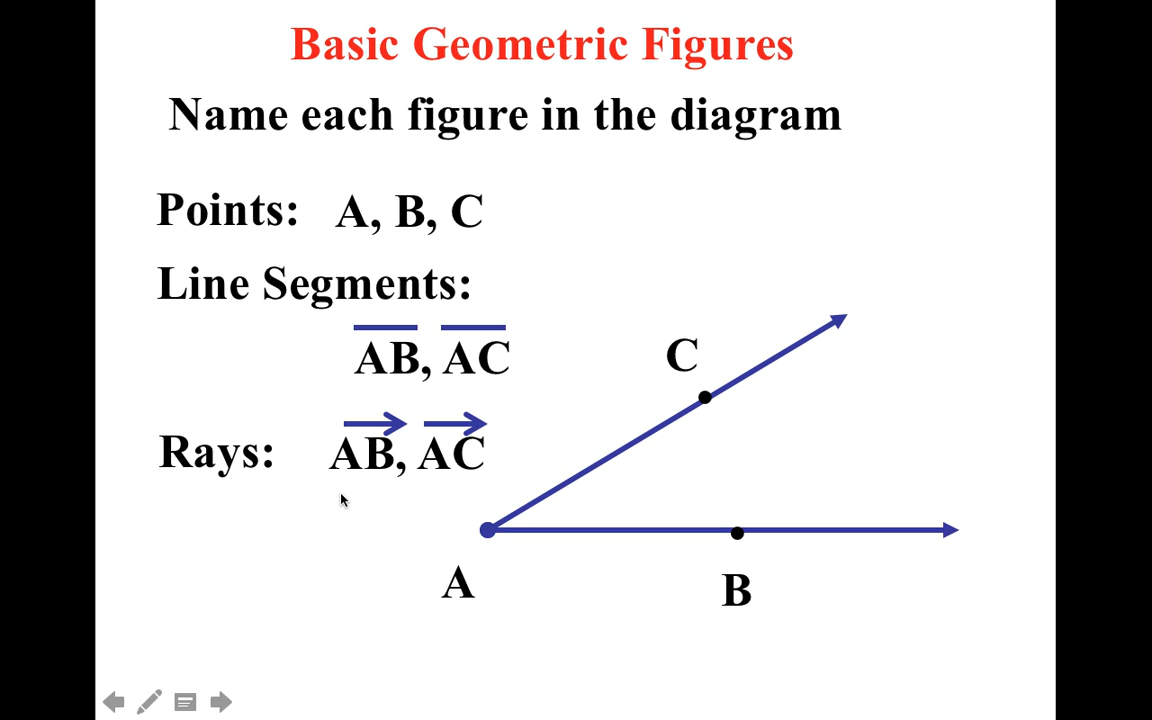 Basic Geometric Figures
Name each figure in the diagram
Points: A, B, C
Line Segments:
AB, AC
Rays: AB, AC
C
A
B